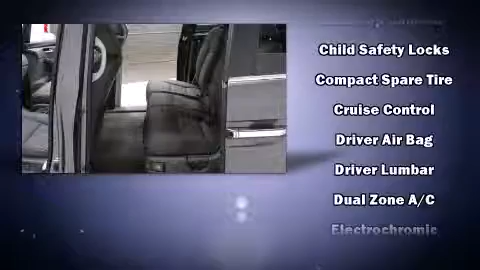 Child Safety Locks
Compact Spare Tire
Cruise Control
Driver Air Bag
Driver Lumbar
Dual Zone A/C
Electrochromic